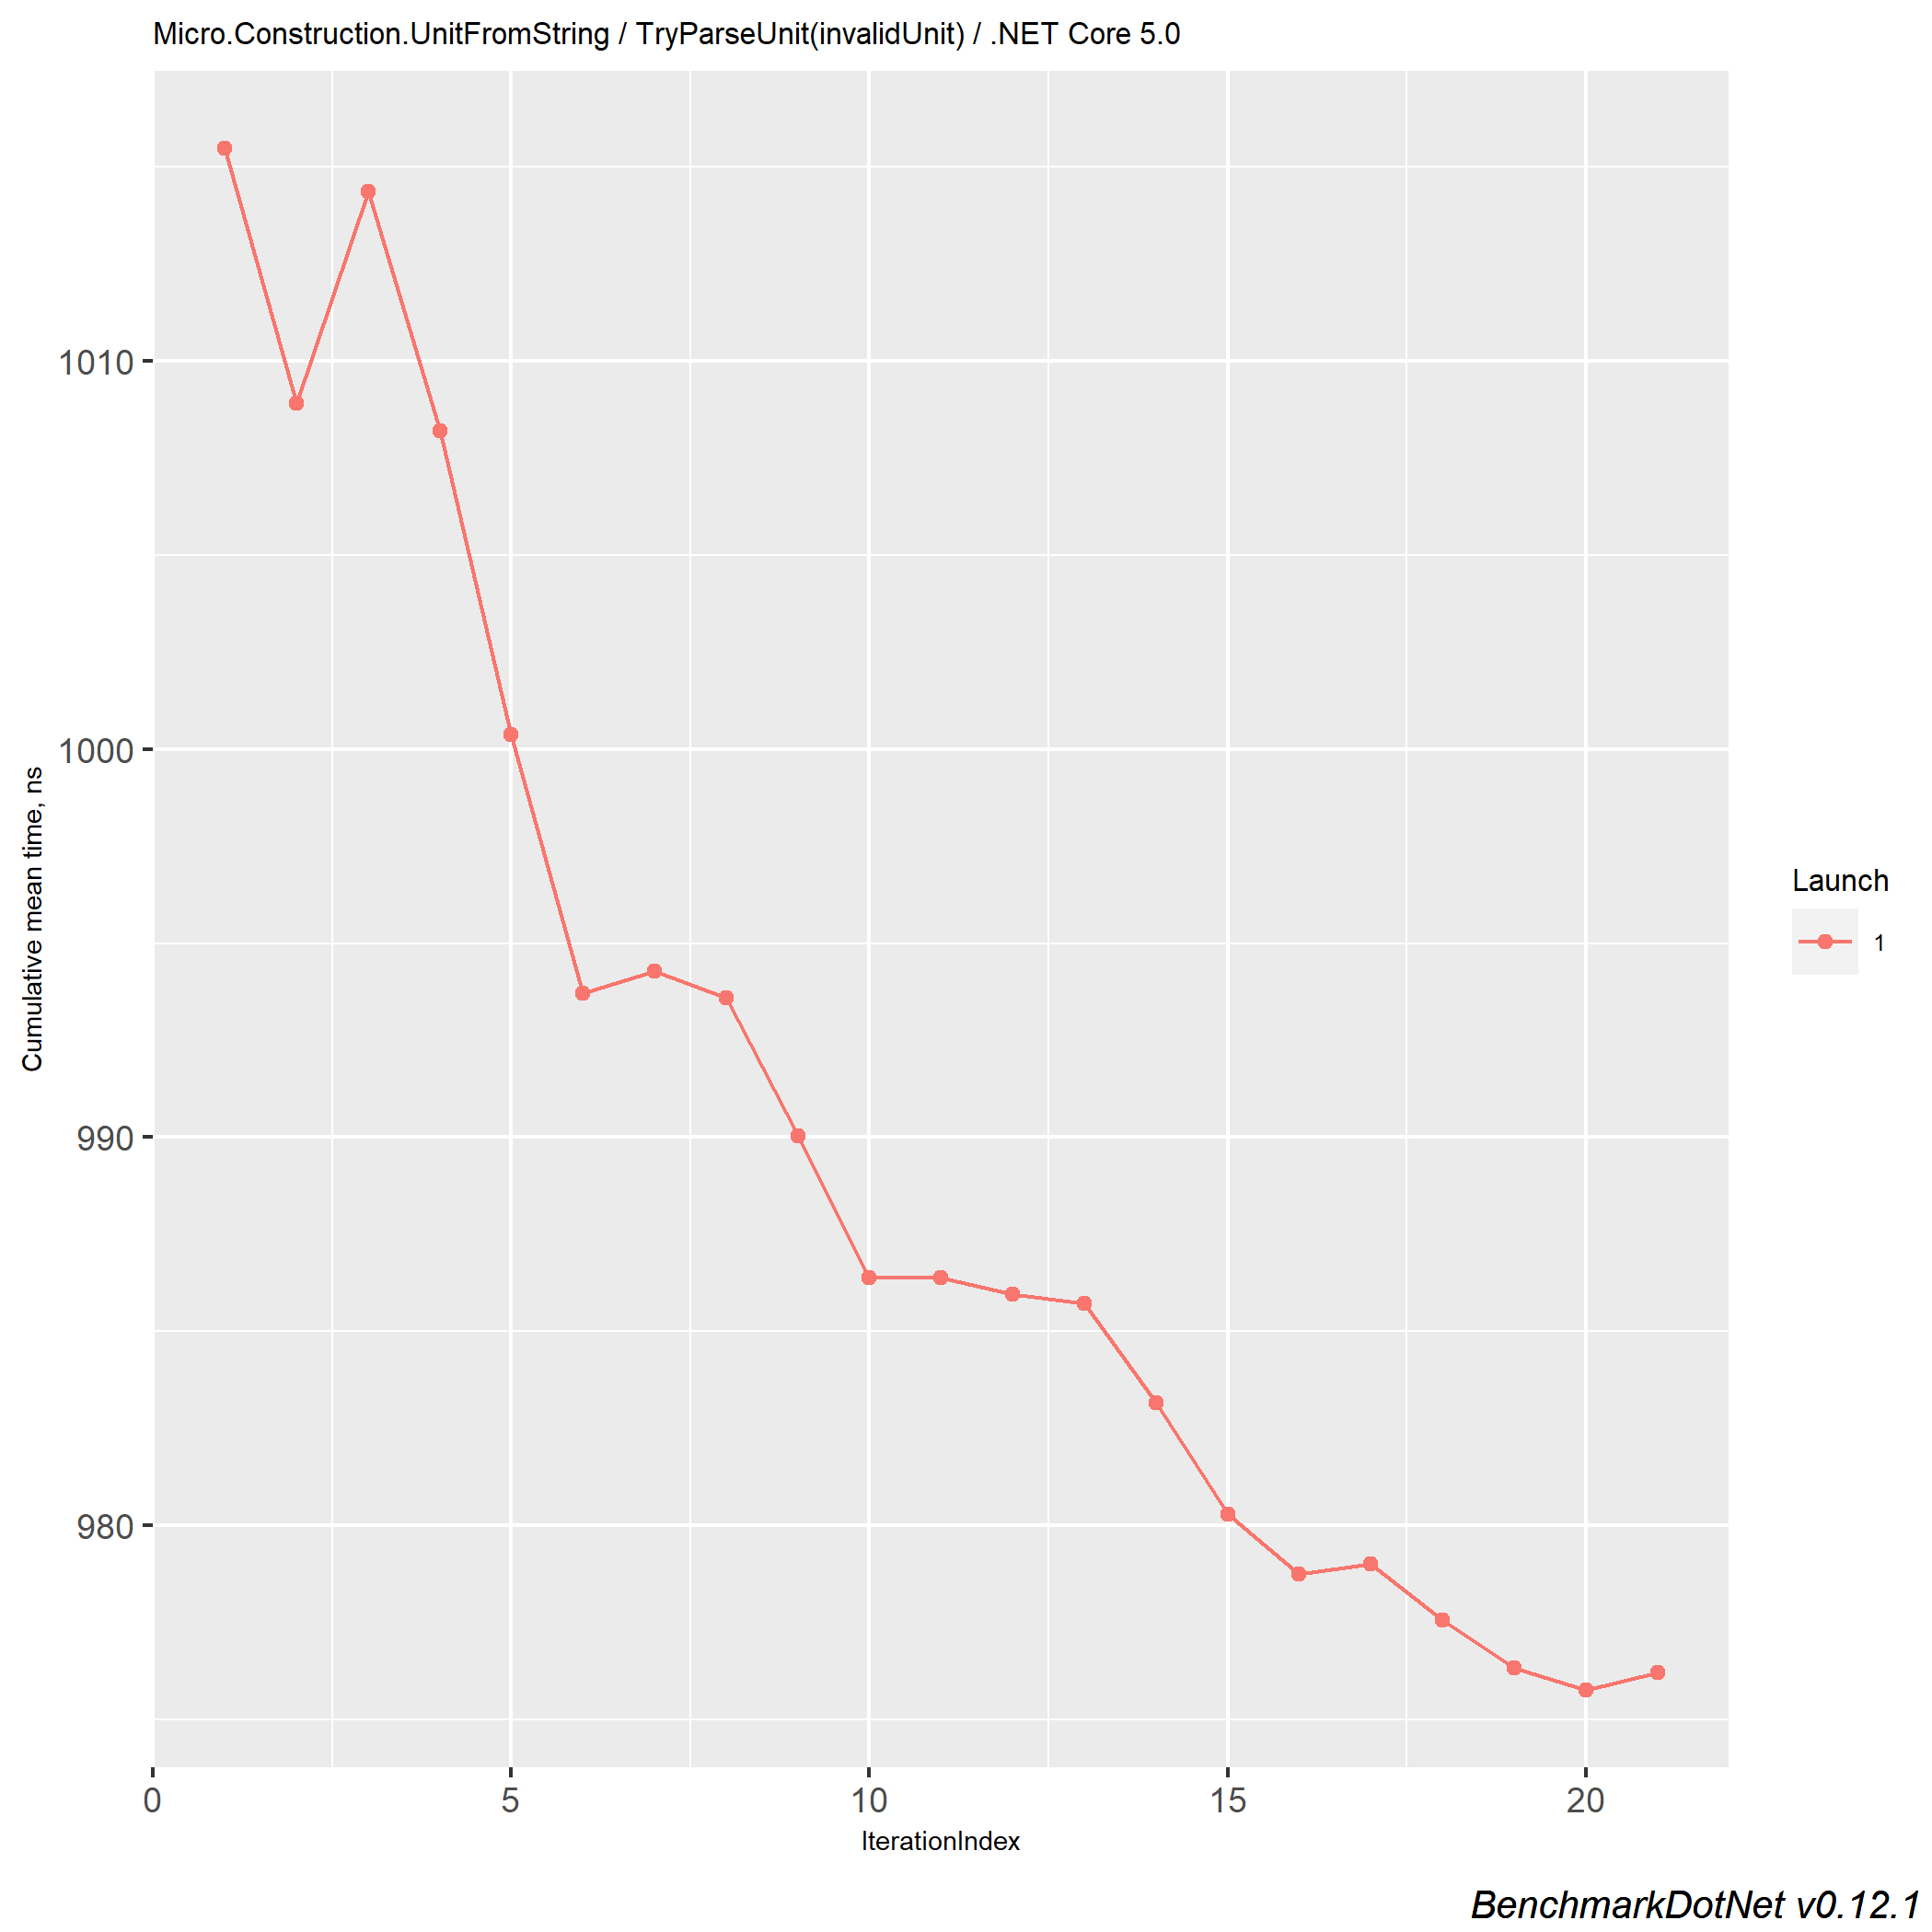 Micro.Construction.UnitFromString / TryParseUnit(invalidUnit) / .NET Core 5.0
1010
1000
990
980
Cumulative mean time, ns
0 5 10 15 20
IterationIndex
Launch
1
BenchmarkDotNet v0.12.1